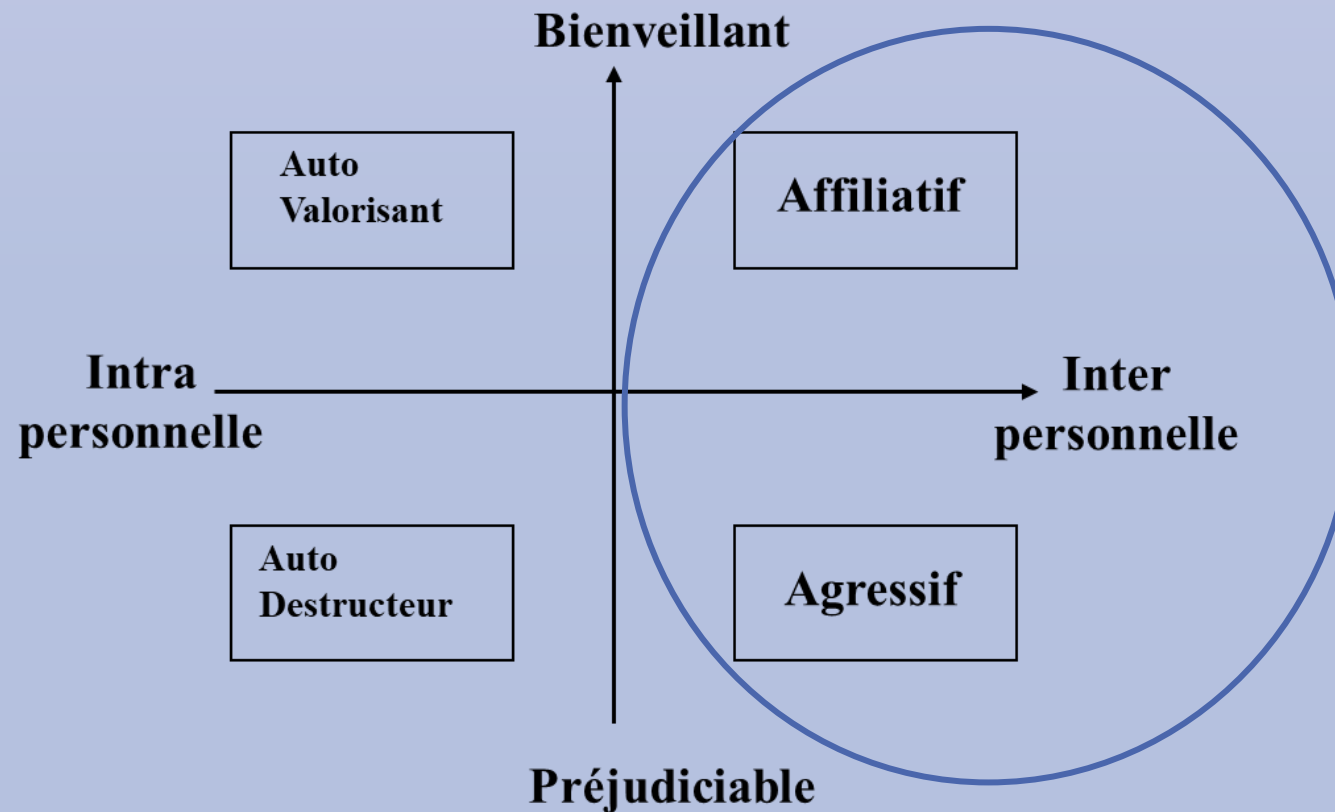 Bienveillant
Auto
Valorisant
Affiliatif
Intra
personnelle
Inter
personnelle
Auto
Destructeur
Agressif
Préjudiciable